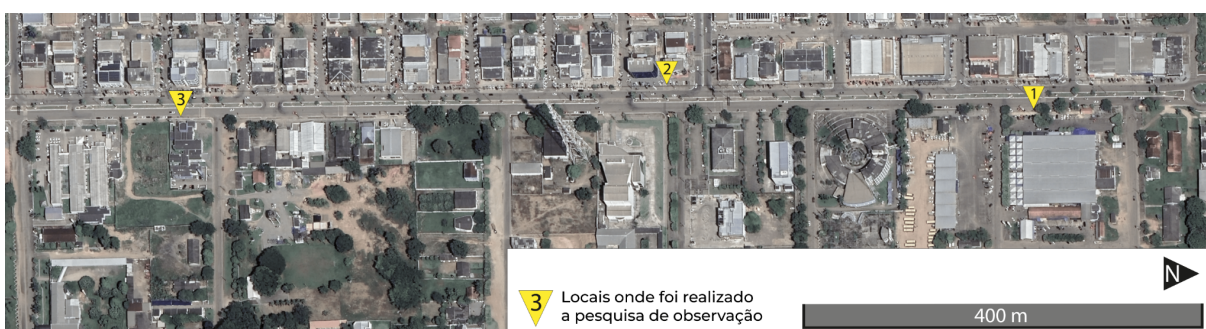 2
3
1
3
Locais onde foi realizado
a pesquisa de observação
N
400 m